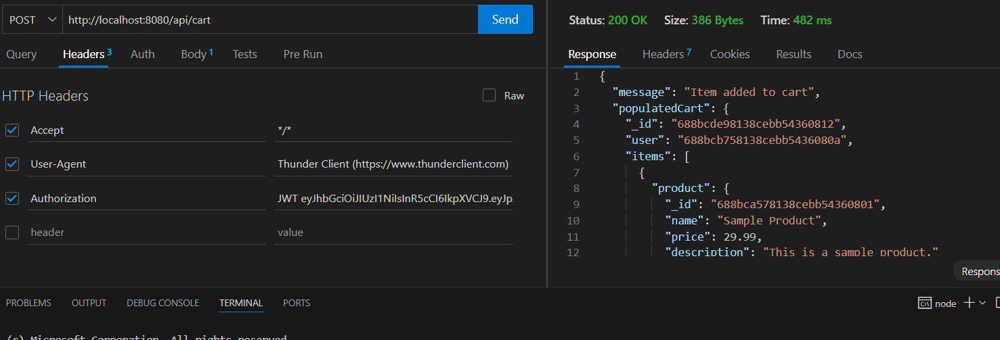 POST http://localhost:8080/api/cart Send
Query Headers 3 Auth Body 1 Tests Pre Run
HTTP Headers Raw
Accept */*
User-Agent Thunder Client (https://www.thunderclient.com)
Authorization JWT eyJhbGciOiJIUzI1NiIsInR5cCI6IkpXVCJ9.eyJp
header value
Status: 200 OK Size: 386 Bytes Time: 482 ms
Response Headers 7 Cookies Results Docs
1 {
2 "message": "Item added to cart",
3 "populatedCart": {
4 "_id": "688bcde98138cebb54360812",
5 "user": "688bcb758138cebb5436080a",
6 "items": [
7 {
8 "product": {
9 "_id": "688bca578138cebb54360801",
10 "name": "Sample Product",
11 "price": 29.99,
12 "description": "This is a sample product."
Respons
PROBLEMS OUTPUT DEBUG CONSOLE TERMINAL PORTS node
(c) Microsoft Corporation. All rights reserved.